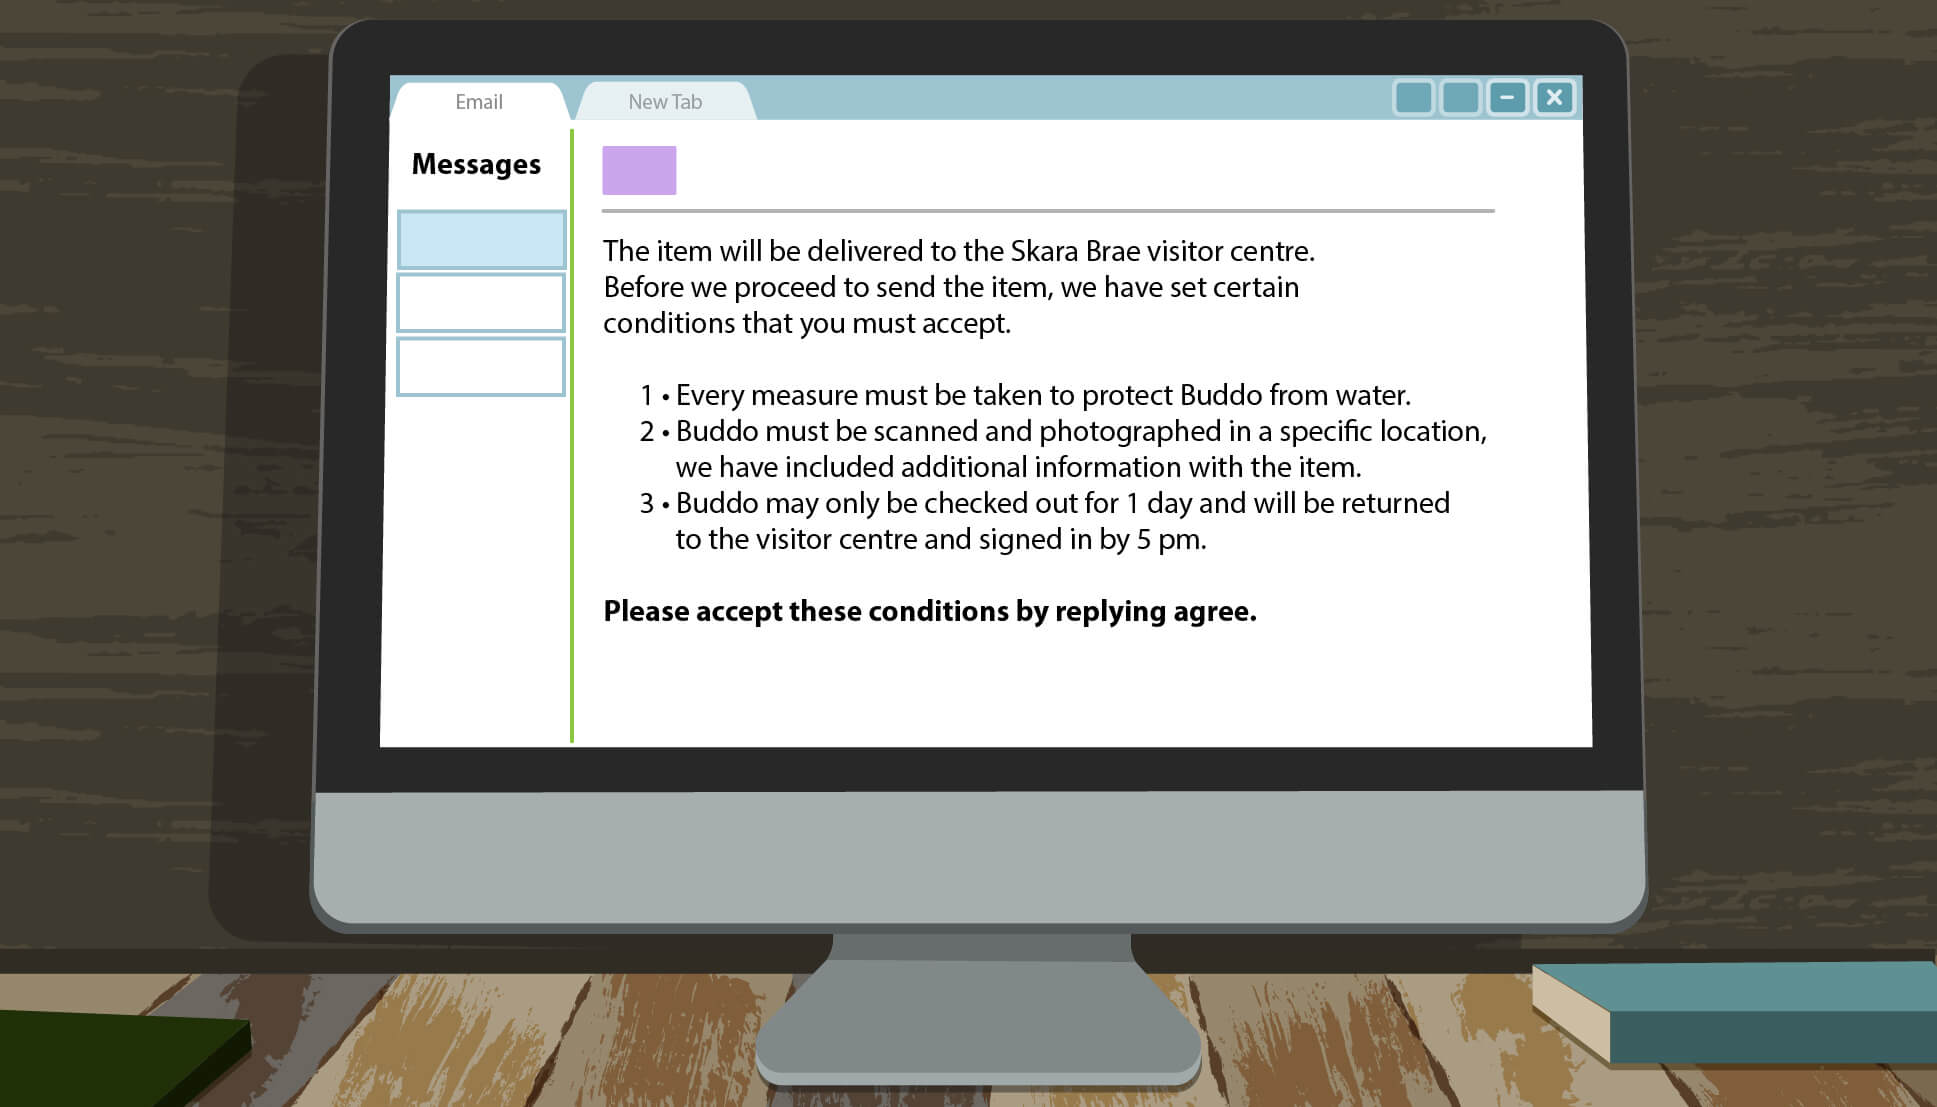 Email
New Tab
Messages
The item will be delivered to the Skara Brae visitor centre.
Before we proceed to send the item, we have set certain
conditions that you must accept.
1 • Every measure must be taken to protect Buddo from water.
2 • Buddo must be scanned and photographed in a specific location,
we have included additional information with the item.
3 • Buddo may only be checked out for 1 day and will be returned
to the visitor centre and signed in by 5 pm.
Please accept these conditions by replying agree.